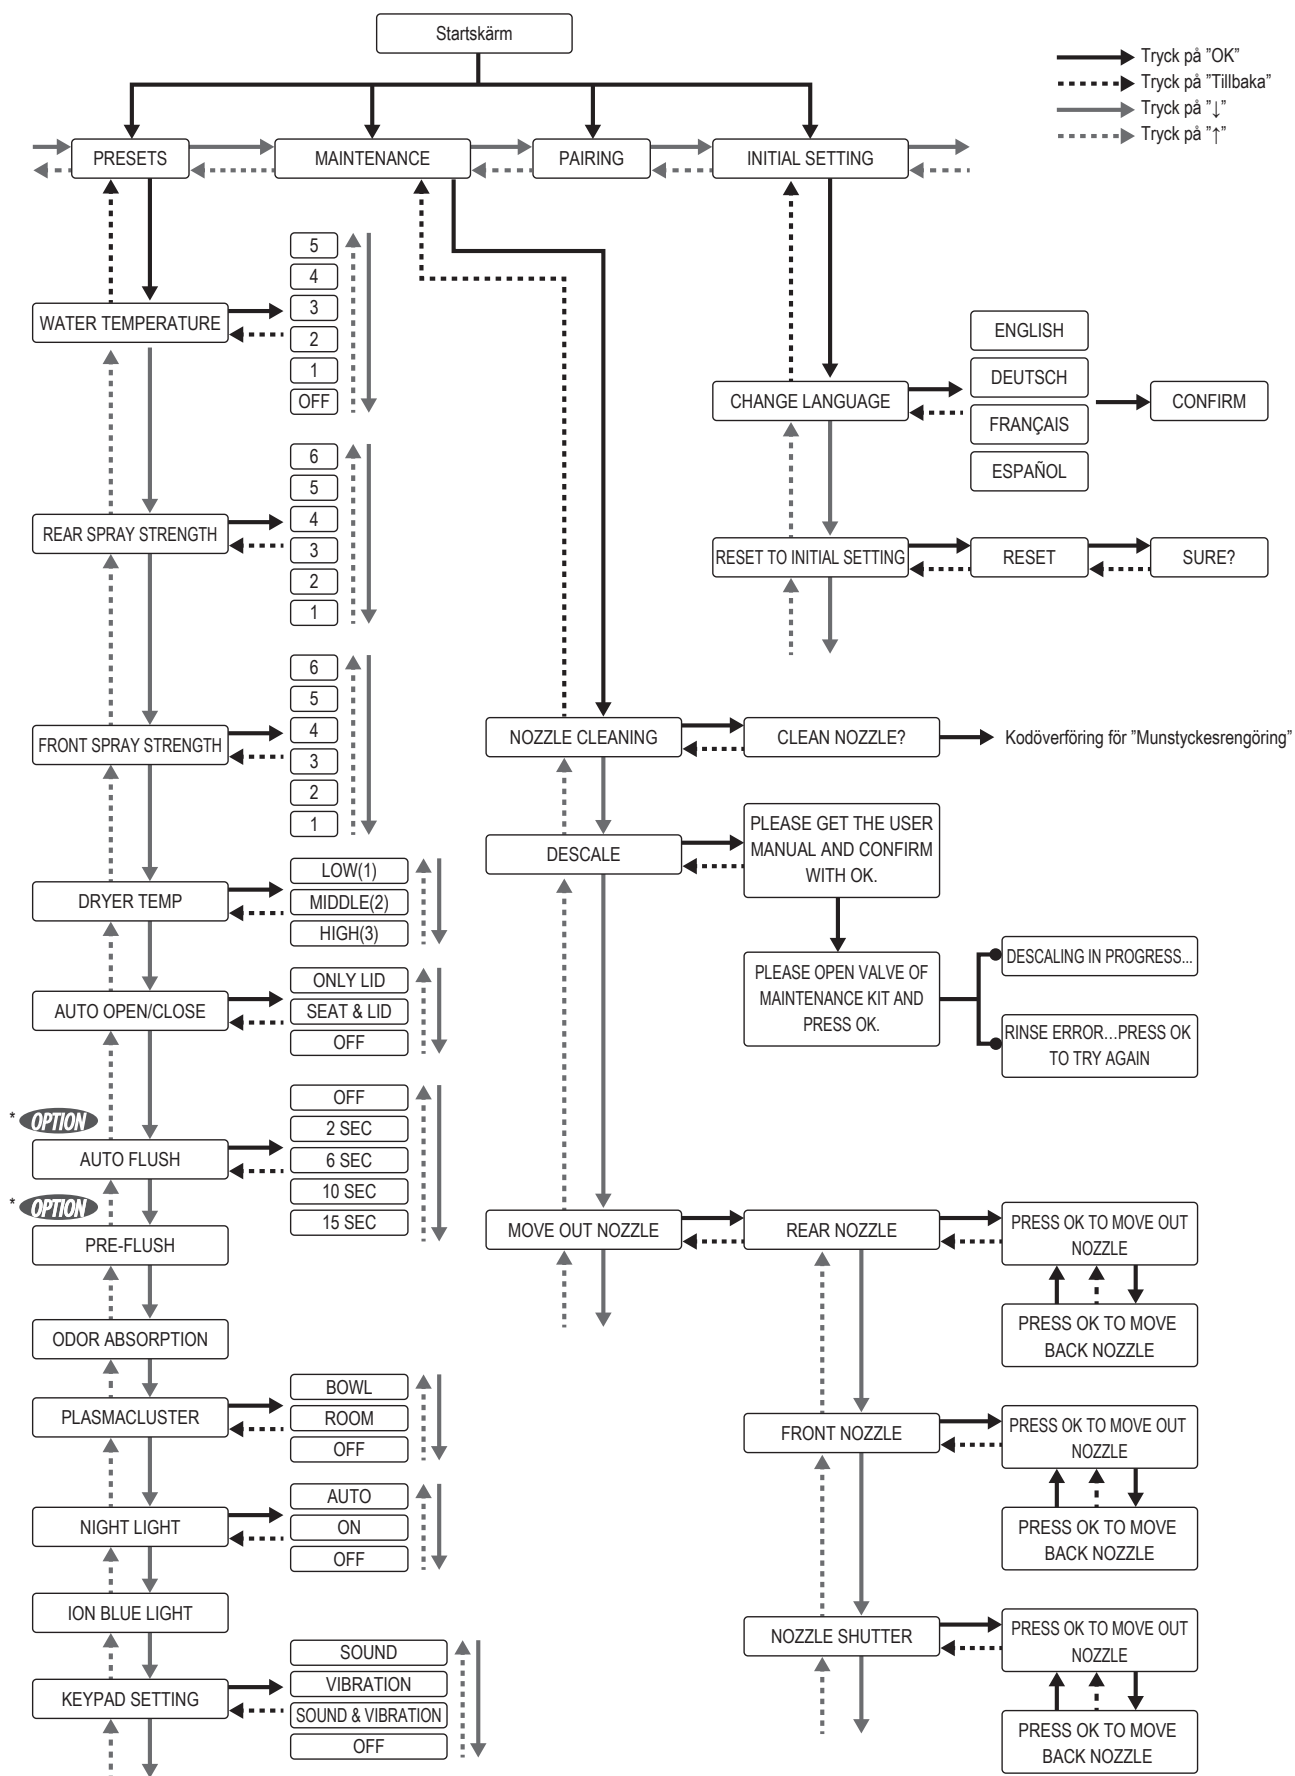 Startskärm
Tryck på ”OK”
Tryck på ”Tillbaka”
Tryck på ”↓”
Tryck på ”↑”
PRESETS
MAINTENANCE
PAIRING
INITIAL SETTING
WATER TEMPERATURE
5
4
3
2
1
OFF
REAR SPRAY STRENGTH
6
5
4
3
2
1
FRONT SPRAY STRENGTH
6
5
4
3
2
1
DRYER TEMP
LOW(1)
MIDDLE(2)
HIGH(3)
AUTO OPEN/CLOSE
ONLY LID
SEAT & LID
OFF
* OPTION
AUTO FLUSH
OFF
2 SEC
6 SEC
10 SEC
15 SEC
* OPTION
PRE-FLUSH
ODOR ABSORPTION
PLASMACLUSTER
BOWL
ROOM
OFF
NIGHT LIGHT
AUTO
ON
OFF
ION BLUE LIGHT
KEYPAD SETTING
SOUND
VIBRATION
SOUND & VIBRATION
OFF
NOZZLE CLEANING
CLEAN NOZZLE?
Kodöverföring för ”Munstyckesrengöring”
DESCALE
PLEASE GET THE USER
MANUAL AND CONFIRM
WITH OK.
PLEASE OPEN VALVE OF
MAINTENANCE KIT AND
PRESS OK.
DESCALING IN PROGRESS...
RINSE ERROR…PRESS OK
TO TRY AGAIN
MOVE OUT NOZZLE
REAR NOZZLE
PRESS OK TO MOVE OUT
NOZZLE
PRESS OK TO MOVE
BACK NOZZLE
FRONT NOZZLE
PRESS OK TO MOVE OUT
NOZZLE
PRESS OK TO MOVE
BACK NOZZLE
NOZZLE SHUTTER
PRESS OK TO MOVE OUT
NOZZLE
PRESS OK TO MOVE
BACK NOZZLE
CHANGE LANGUAGE
ENGLISH
DEUTSCH
FRANÇAIS
ESPAÑOL
CONFIRM
RESET TO INITIAL SETTING
RESET
SURE?